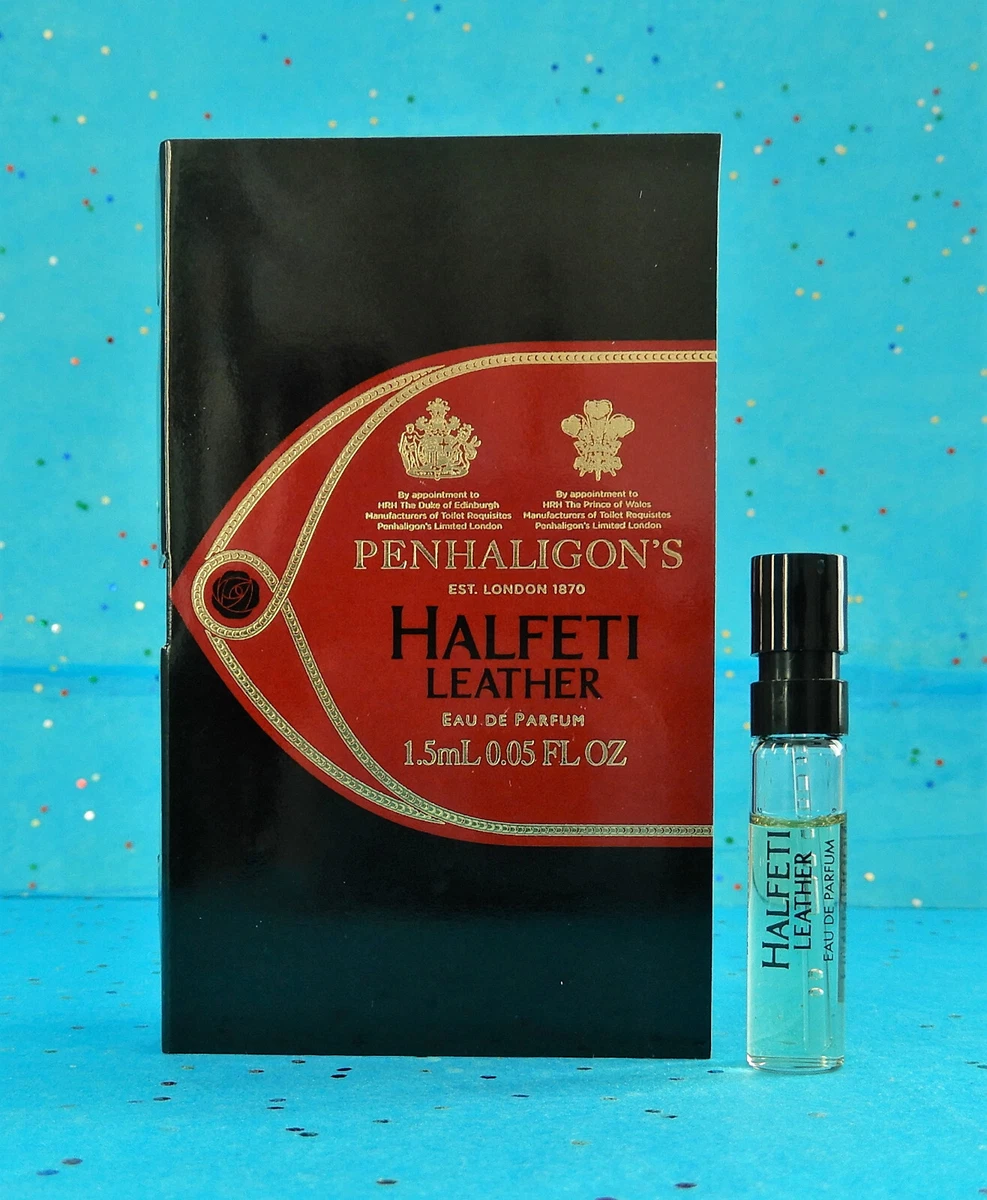 By appointment to
HRH The Duke of Edinburgh
Manufacturers of Toilet Requisites
Penhaligon's Limited London
By appointment to
HRH The Prince of Wales
Manufacturers of Toilet Requisites
Penhaligon's Limited London
PENHALIGON'S
EST. LONDON 1870
HALFETI
LEATHER
EAU DE PARFUM
1.5mL 0.05 FL OZ
HALFETI
LEATHER
EAU DE PARFUM